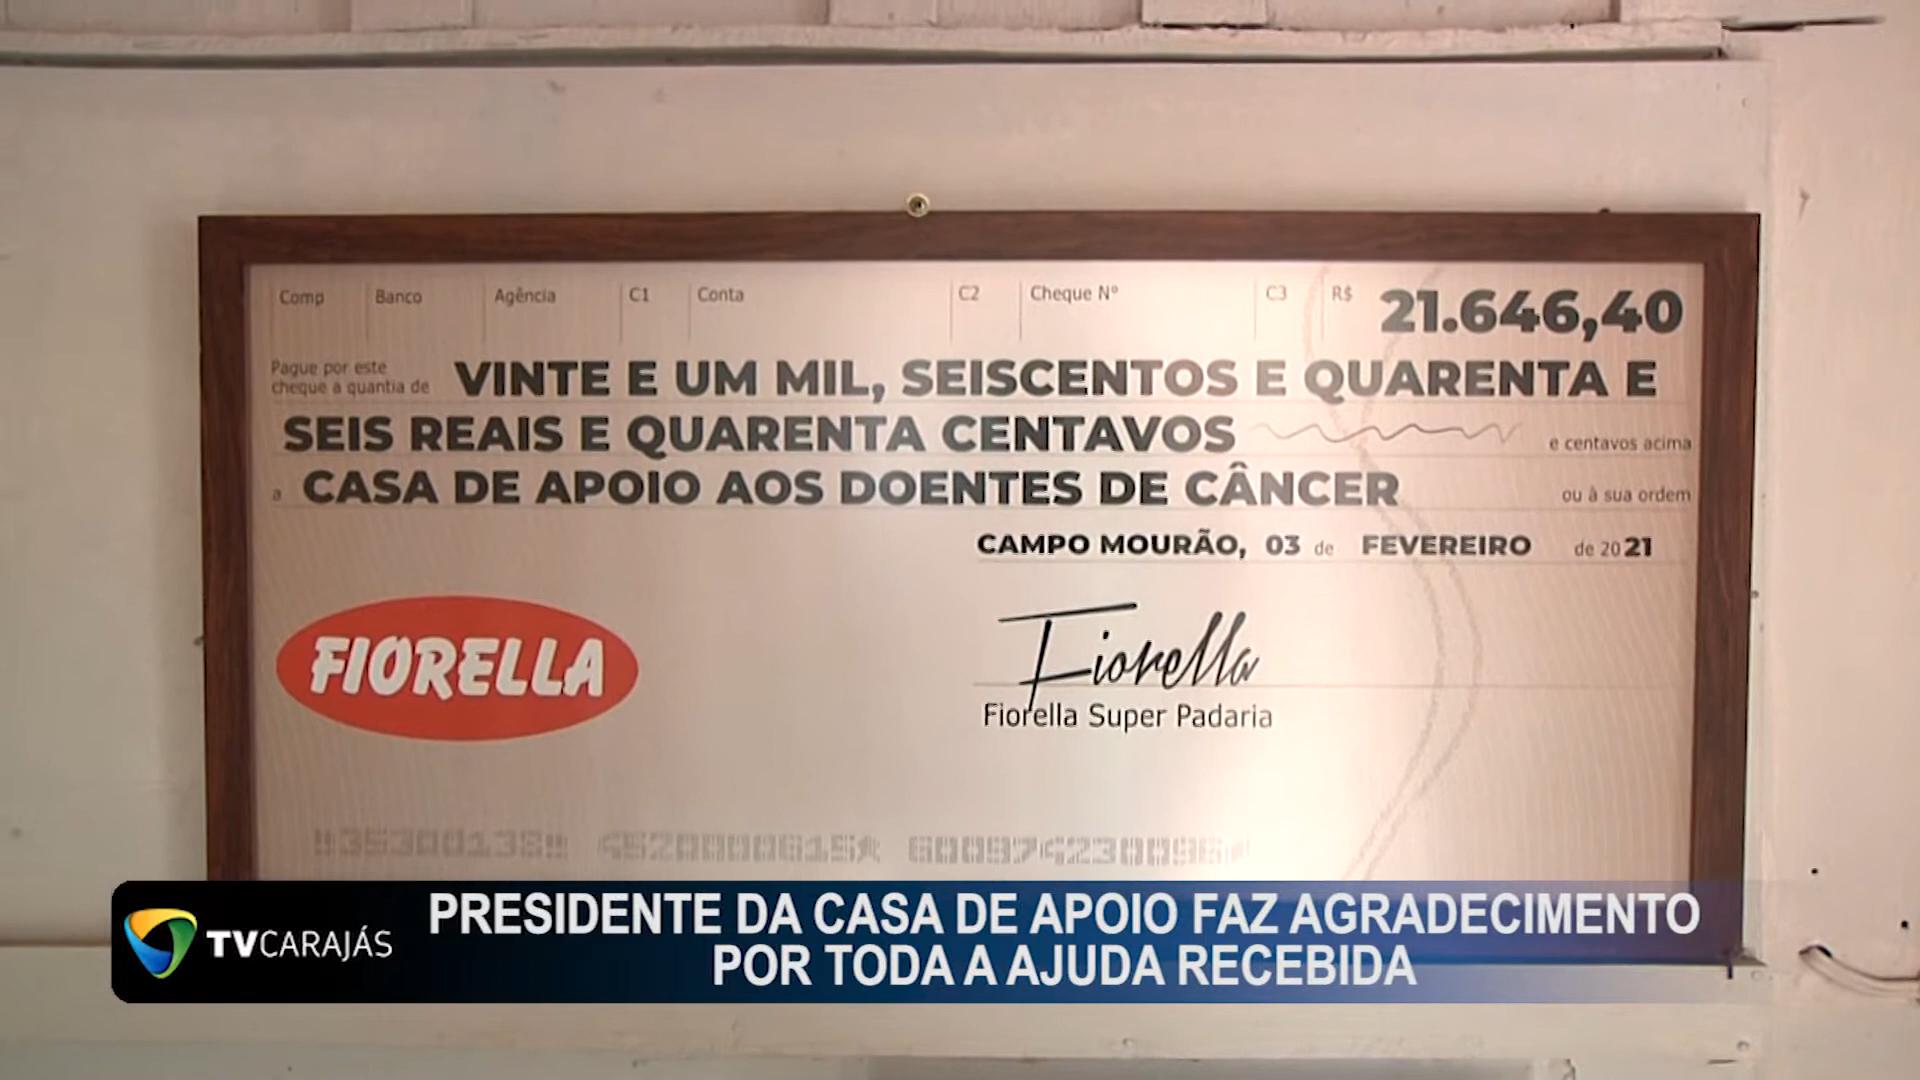 Comp Banco Agência C1 Conta C2 Cheque Nº C3 R$ 21.646,40
Pague por este
cheque a quantia de VINTE E UM MIL, SEISCENTOS E QUARENTA E
SEIS REAIS E QUARENTA CENTAVOS e centavos acima
a CASA DE APOIO AOS DOENTES DE CÂNCER ou à sua ordem
CAMPO MOURÃO, 03 de FEVEREIRO de 2021
FIORELLA
Fiorella
Fiorella Super Padaria
TVCARAJÁS
PRESIDENTE DA CASA DE APOIO FAZ AGRADECIMENTO
POR TODA A AJUDA RECEBIDA